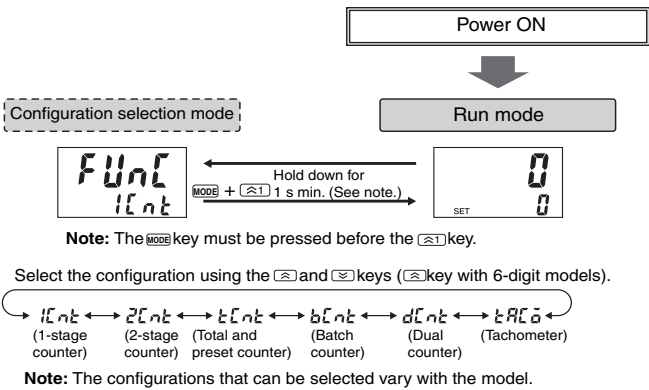 Power ON
Configuration selection mode
Run mode
FUnC
1Cnt
Hold down for
MODE + 1 1 s min. (See note.)
0
SET 0
Note: The MODE key must be pressed before the 1 key.
Select the configuration using the and keys ( key with 6-digit models).
1Cnt 2Cnt tCnt bCnt dCnt tACo
(1-stage counter) (2-stage counter) (Total and preset counter) (Batch counter) (Dual counter) (Tachometer)
Note: The configurations that can be selected vary with the model.